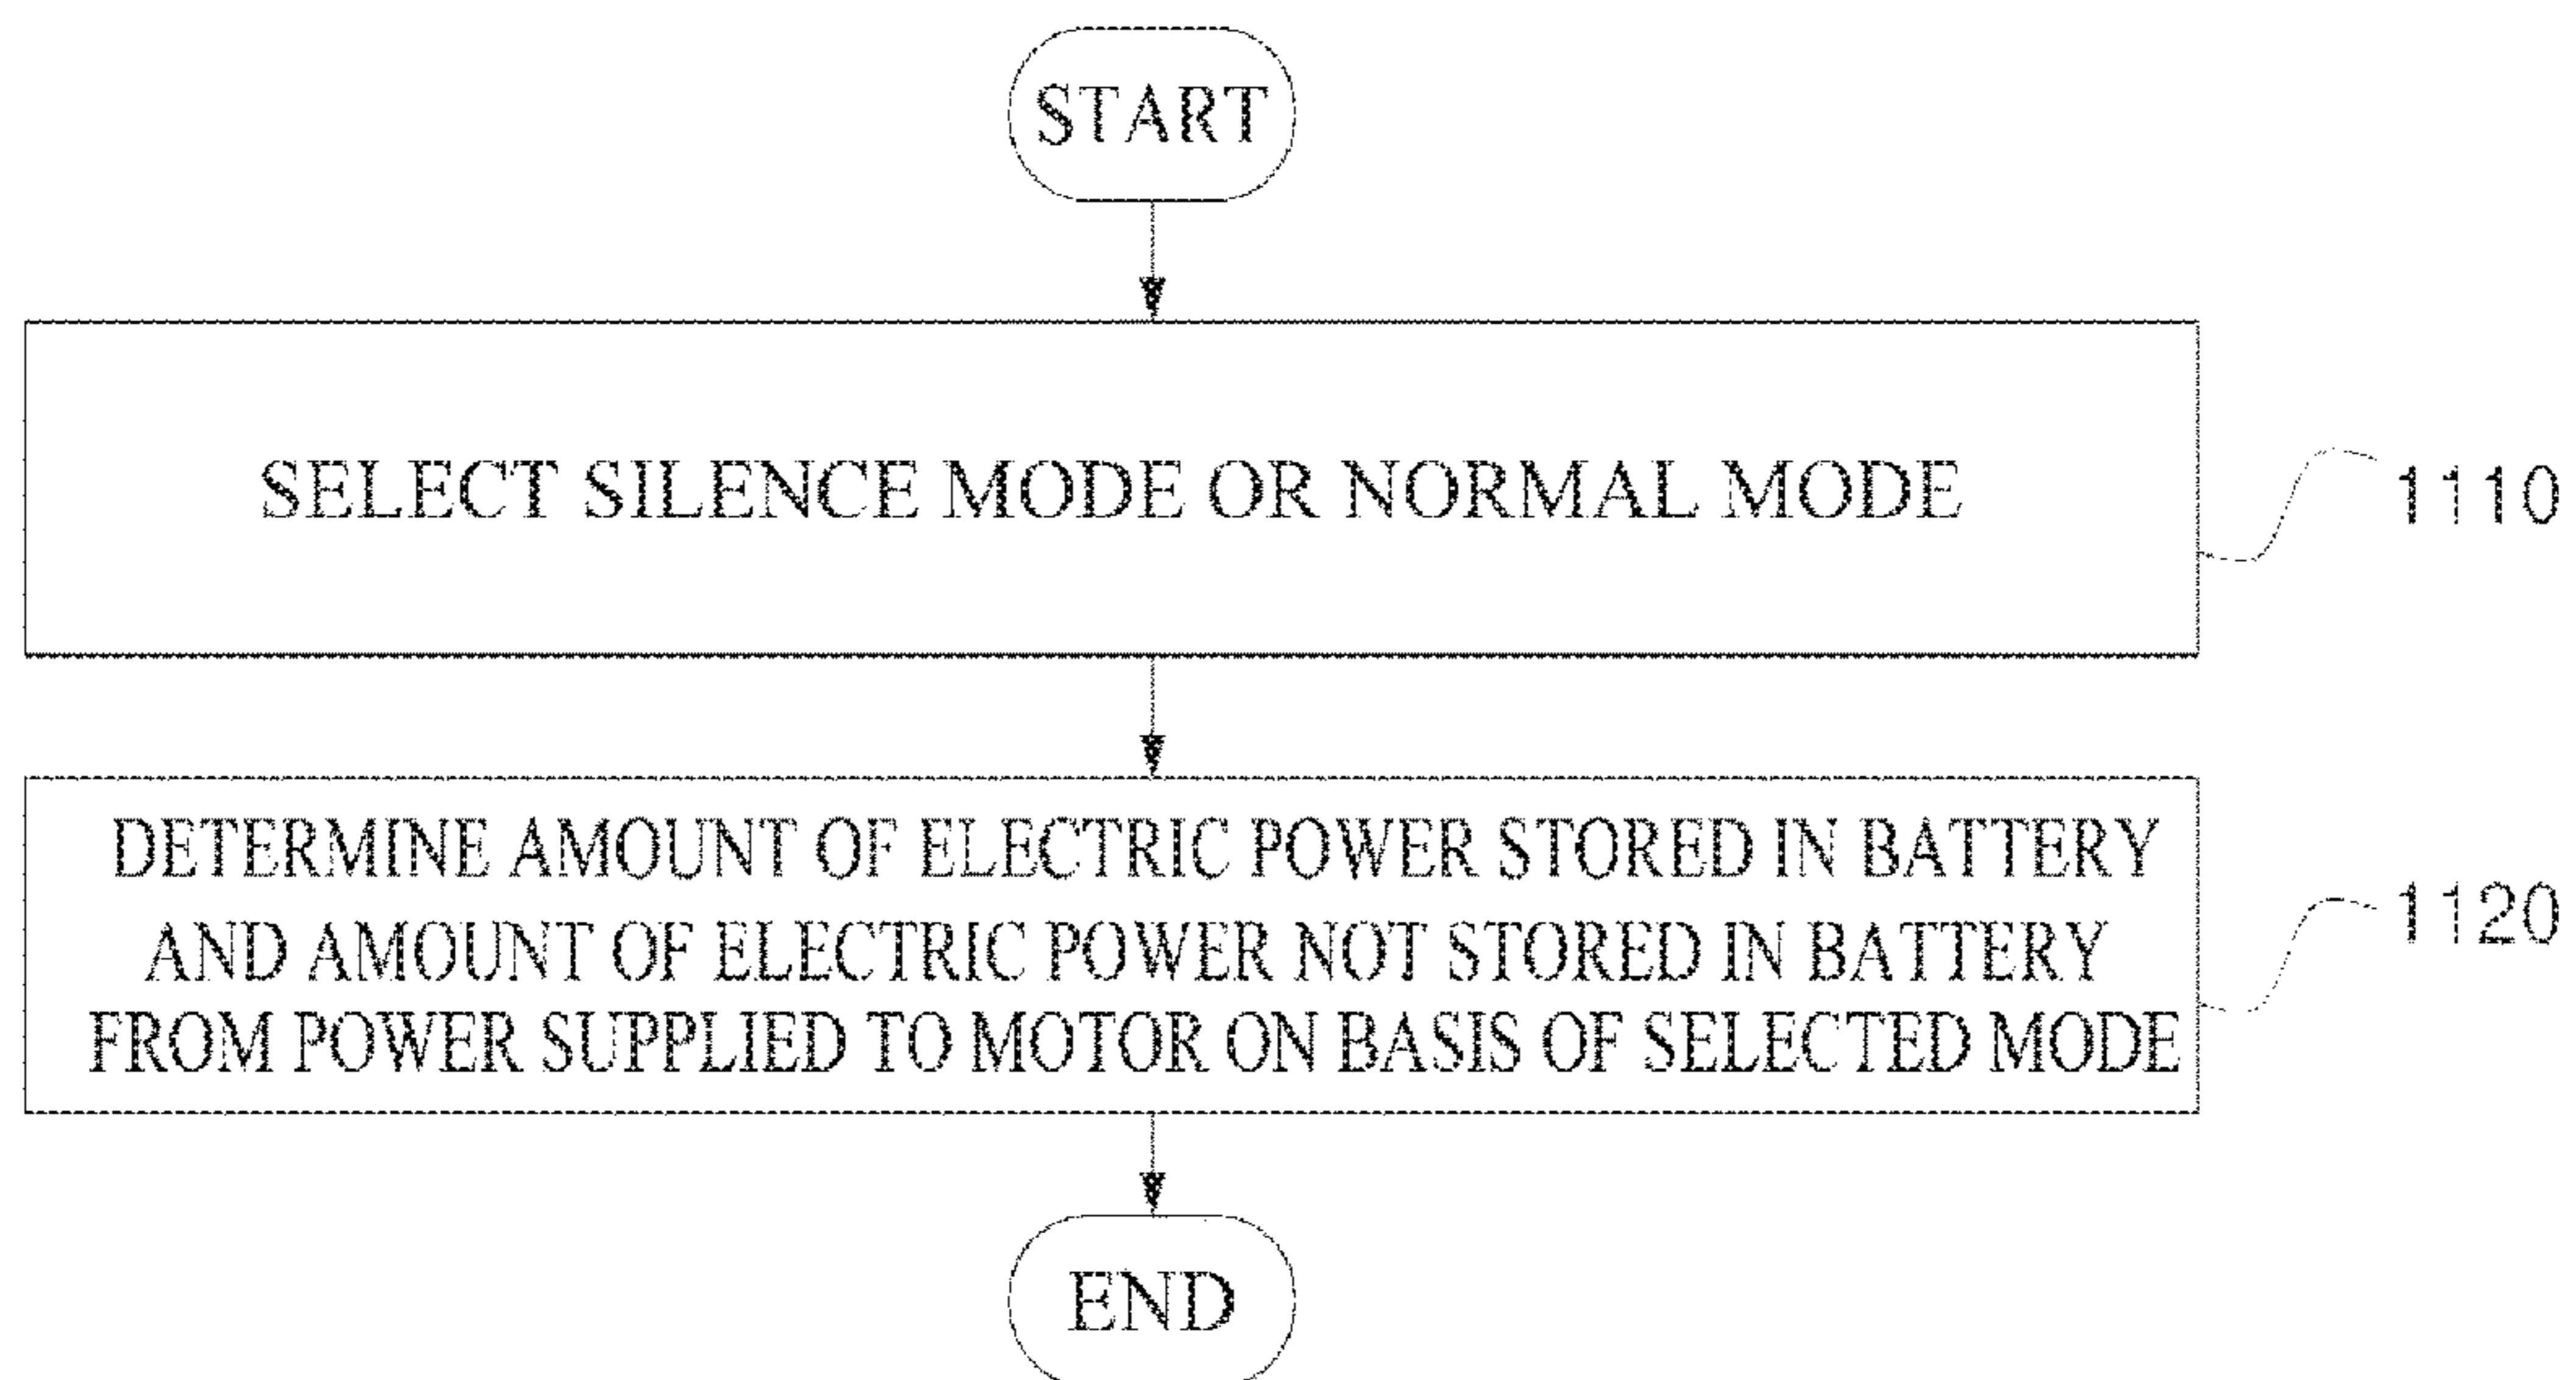 START
SELECT SILENCE MODE OR NORMAL MODE
1110
DETERMINE AMOUNT OF ELECTRIC POWER STORED IN BATTERY
AND AMOUNT OF ELECTRIC POWER NOT STORED IN BATTERY
FROM POWER SUPPLIED TO MOTOR ON BASIS OF SELECTED MODE
1120
END